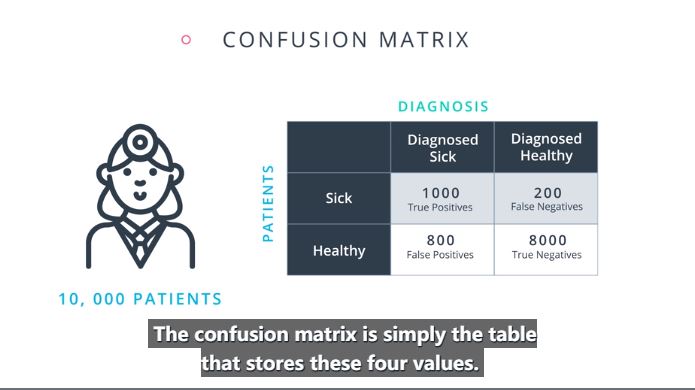 CONFUSION MATRIX
DIAGNOSIS
Diagnosed
Sick
Diagnosed
Healthy
PATIENTS
Sick
1000
True Positives
200
False Negatives
Healthy
800
False Positives
8000
True Negatives
10, 000 PATIENTS
The confusion matrix is simply the table
that stores these four values.